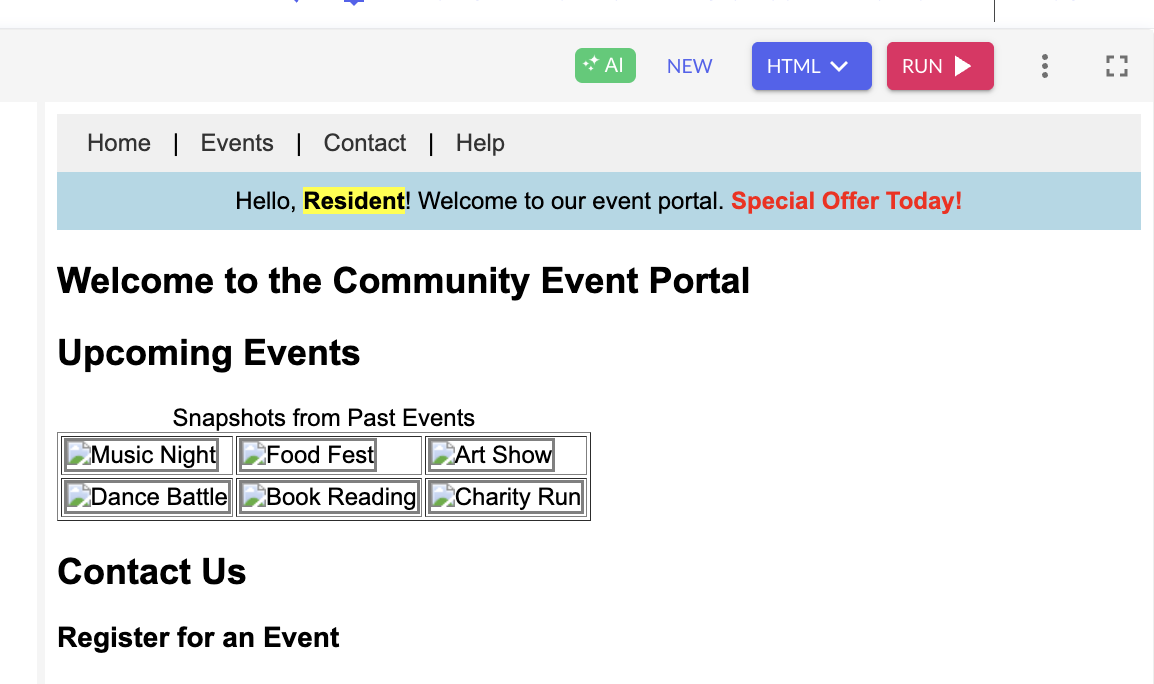 AI NEW HTML RUN
Home | Events | Contact | Help
Hello, Resident! Welcome to our event portal. Special Offer Today!
Welcome to the Community Event Portal
Upcoming Events
Snapshots from Past Events
Music Night Food Fest Art Show
Dance Battle Book Reading Charity Run
Contact Us
Register for an Event